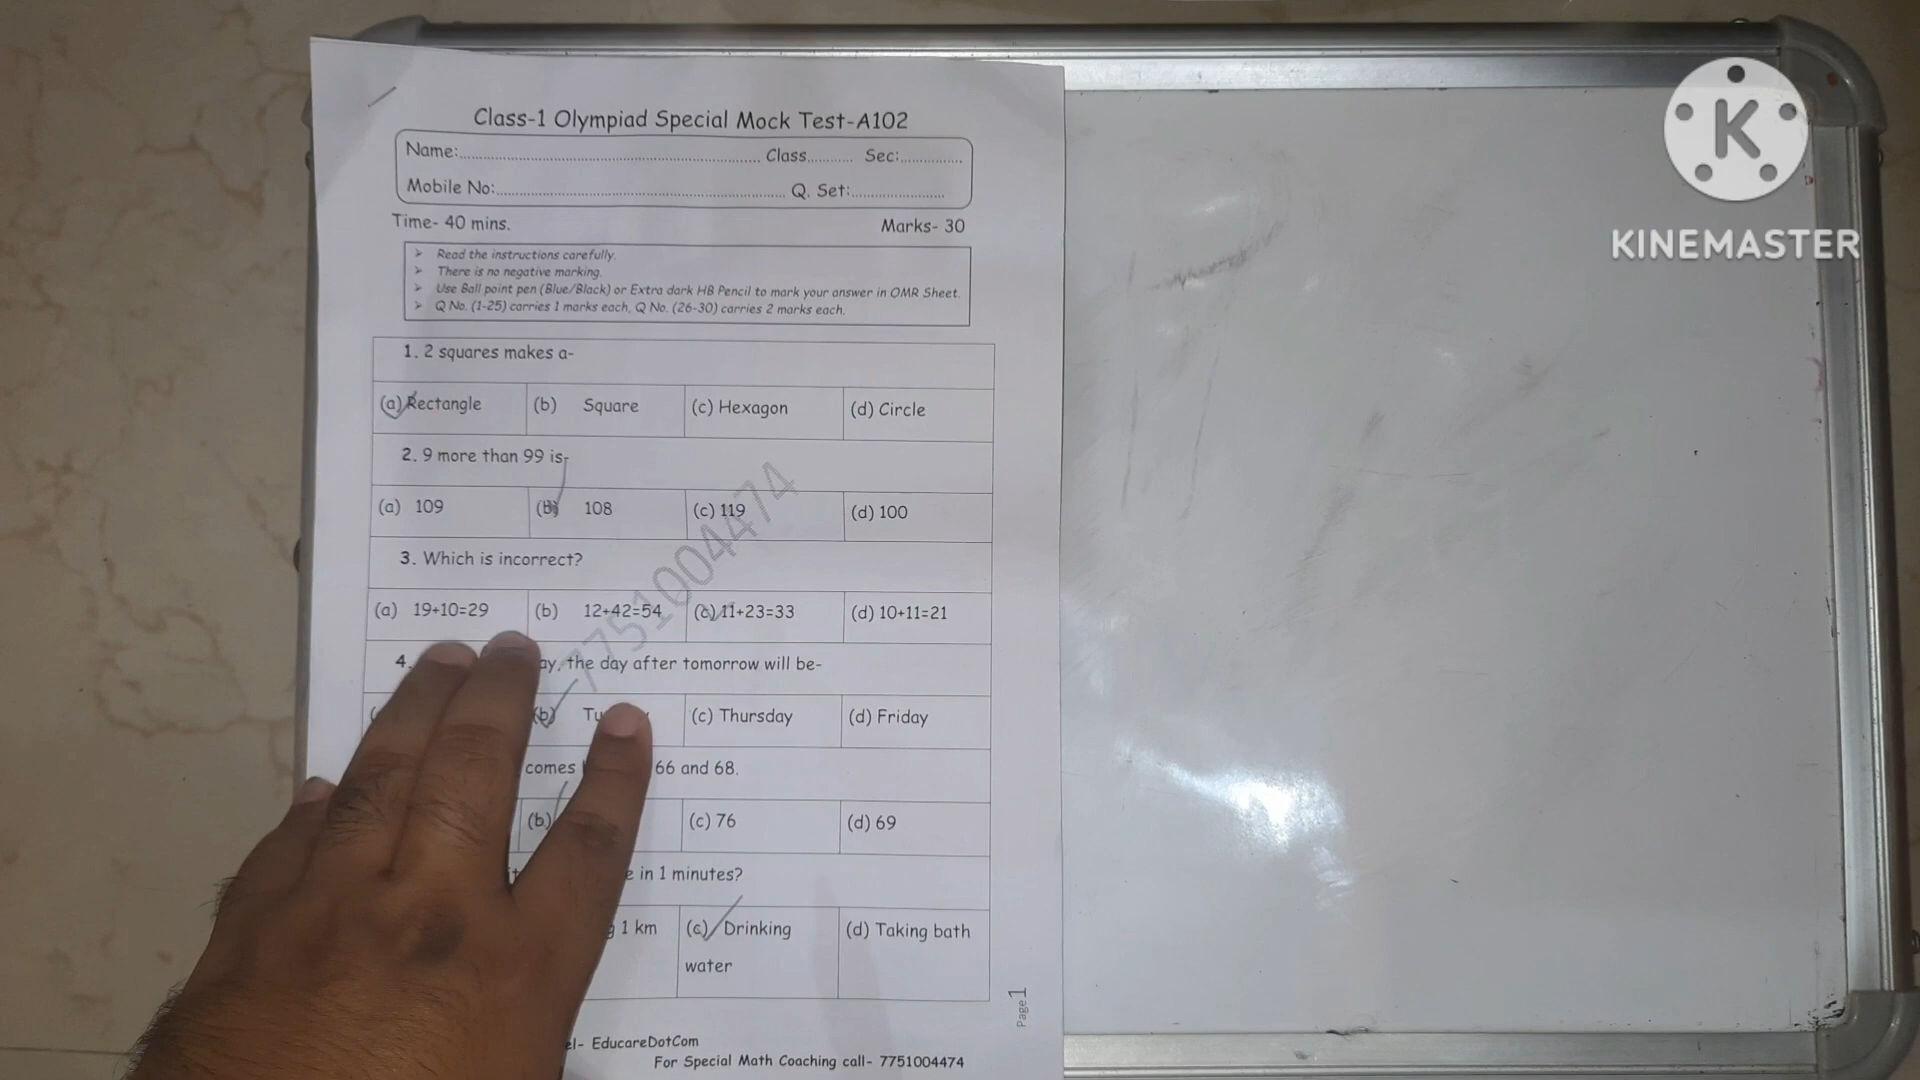 Class-1 Olympiad Special Mock Test-A102
Name:.......... Class.......... Sec:..........
Mobile No:.......... Q. Set:..........
Time- 40 mins. Marks- 30
➢ Read the instructions carefully.
➢ There is no negative marking.
➢ Use Ball point pen (Blue/Black) or Extra dark HB Pencil to mark your answer in OMR Sheet.
➢ Q No. (1-25) carries 1 marks each, Q No. (26-30) carries 2 marks each.
1. 2 squares makes a-
(a) Rectangle (b) Square (c) Hexagon (d) Circle
2. 9 more than 99 is-
(a) 109 (b) 108 (c) 119 (d) 100
3. Which is incorrect?
(a) 19+10=29 (b) 12+42=54 (c) 11+23=33 (d) 10+11=21
4. the day after tomorrow will be-
(b) (c) Thursday (d) Friday
comes 66 and 68.
(b) (c) 76 (d) 69
in 1 minutes?
1 km (c) Drinking water (d) Taking bath
7751004474
Page 1
EducareDotCom
For Special Math Coaching call- 7751004474
K
KINEMASTER